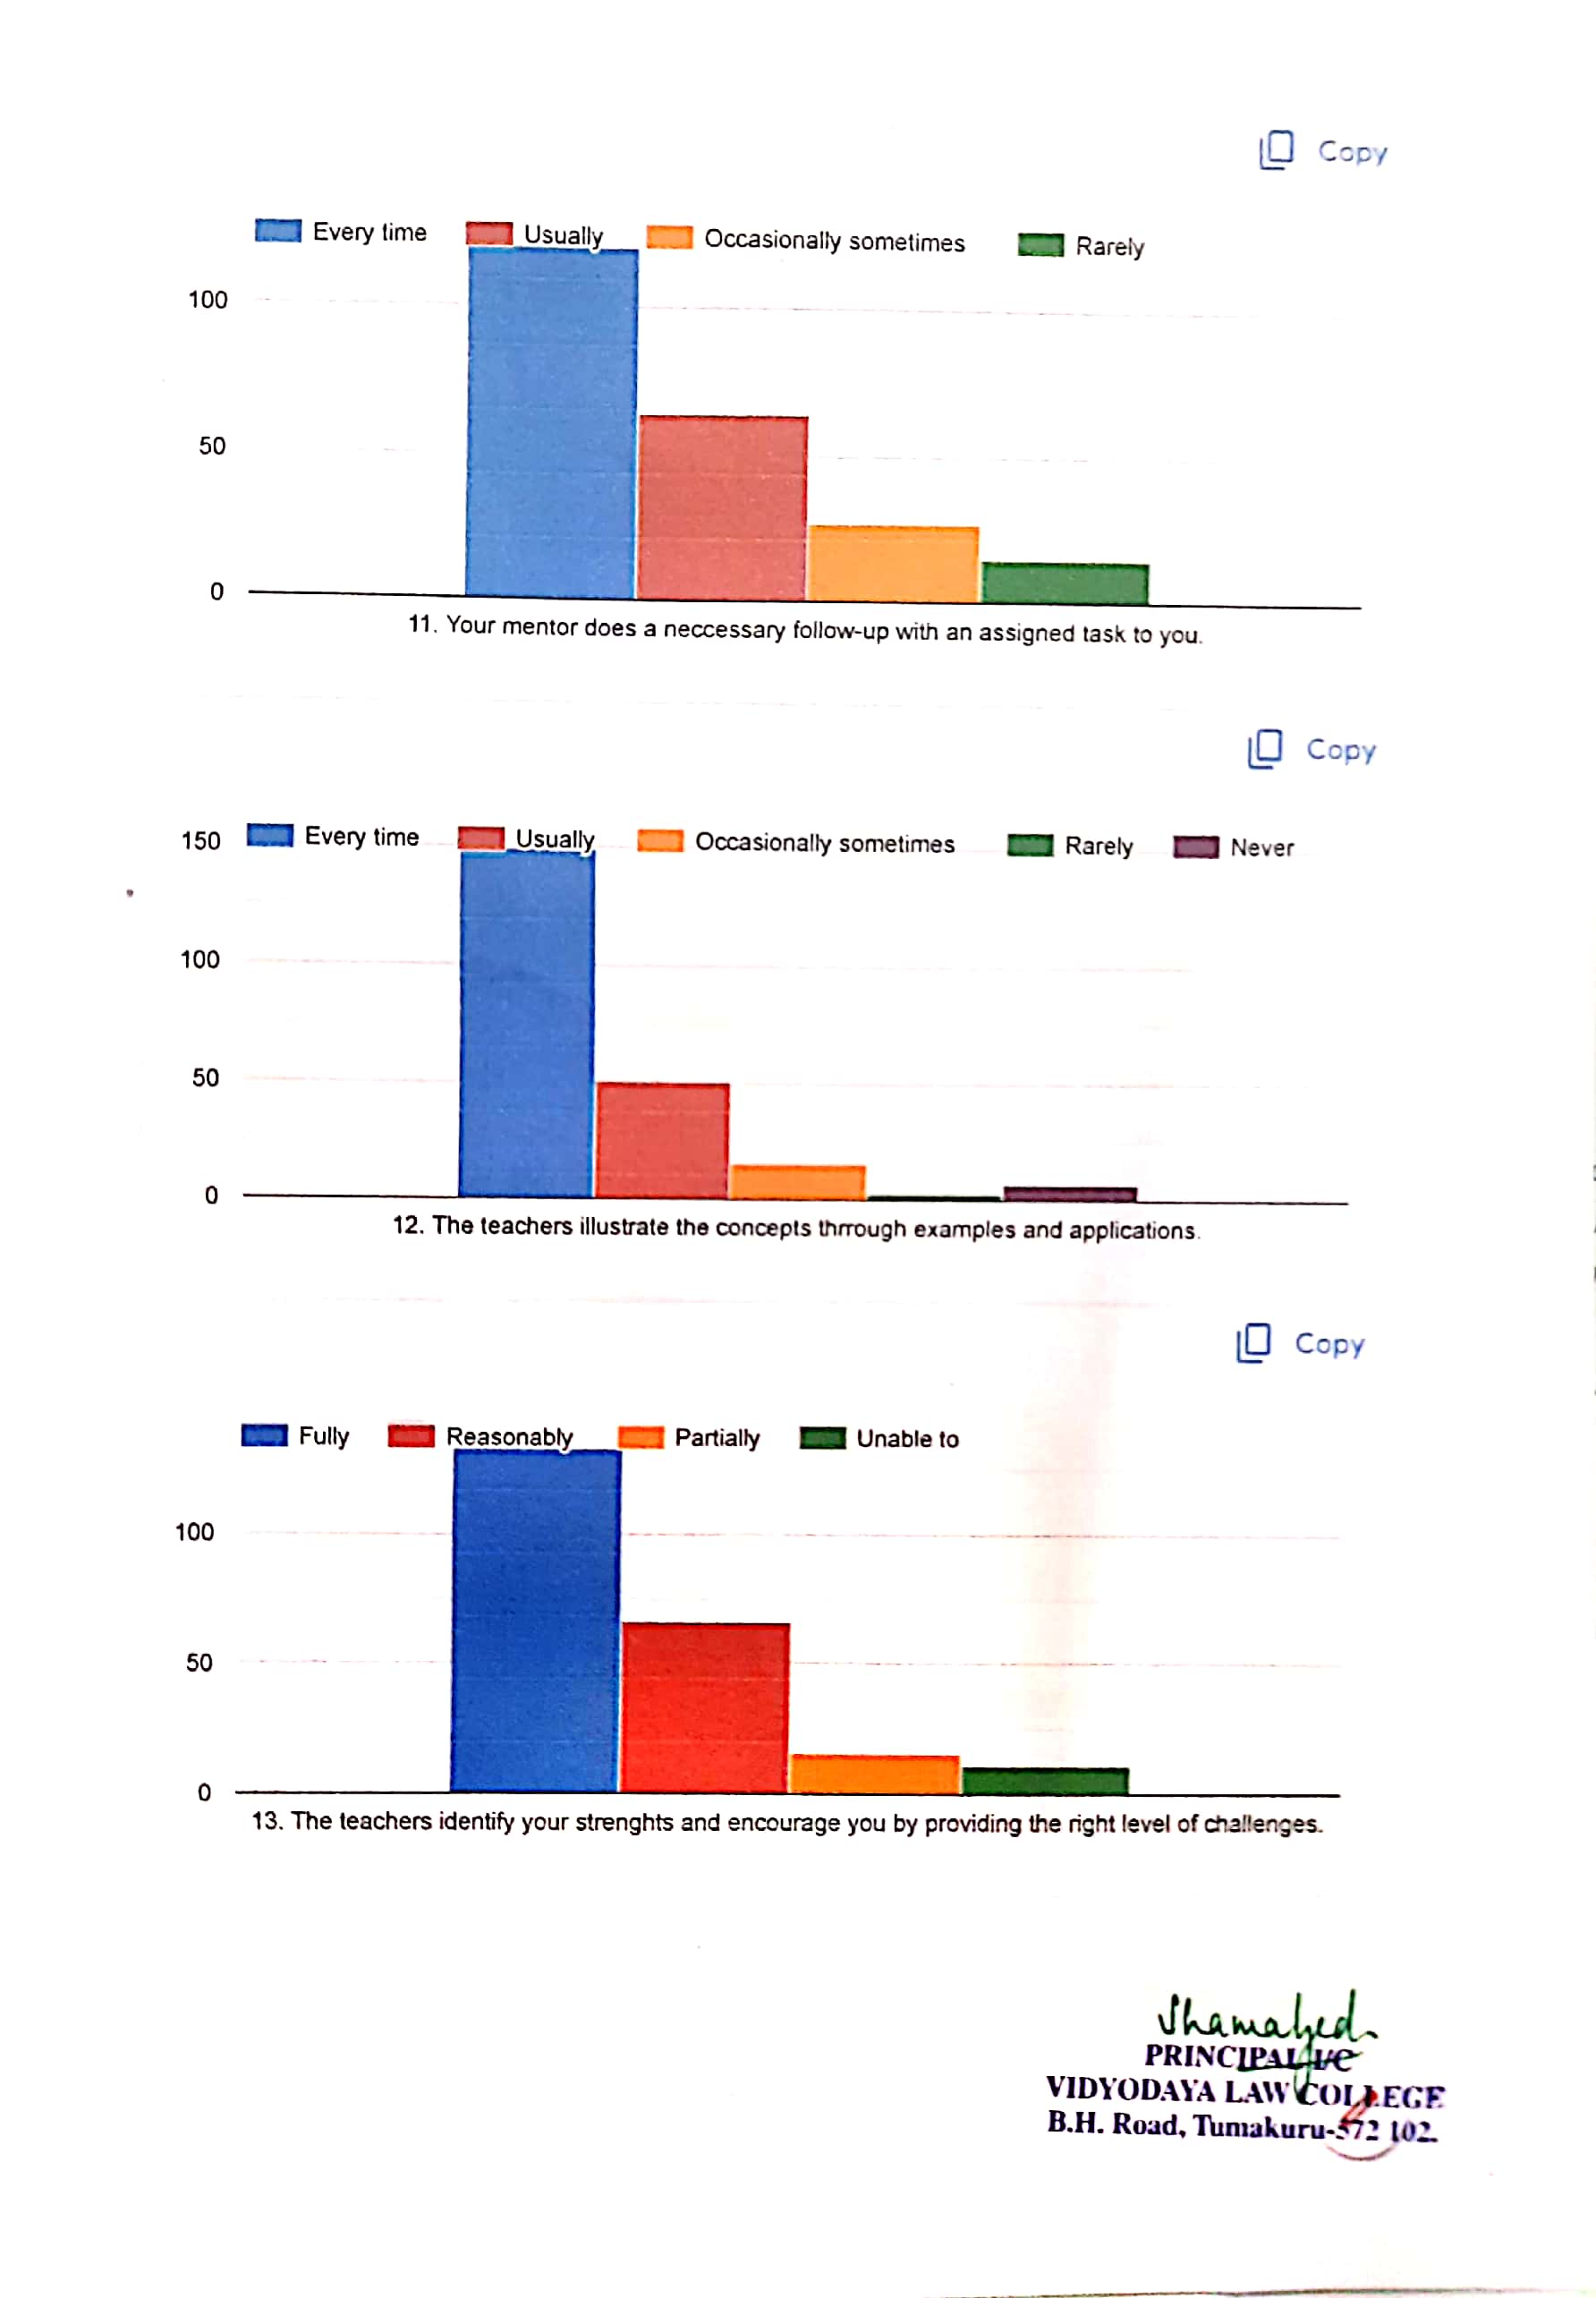 Copy
Every time Usually Occasionally sometimes Rarely
100
50
0
11. Your mentor does a neccessary follow-up with an assigned task to you.
Copy
150 Every time Usually Occasionally sometimes Rarely Never
100
50
0
12. The teachers illustrate the concepts thrrough examples and applications.
Copy
Fully Reasonably Partially Unable to
100
50
0
13. The teachers identify your strenghts and encourage you by providing the right level of challenges.
PRINCIPAL I/C
VIDYODAYA LAW COLLEGE
B.H. Road, Tumakuru-572 102.